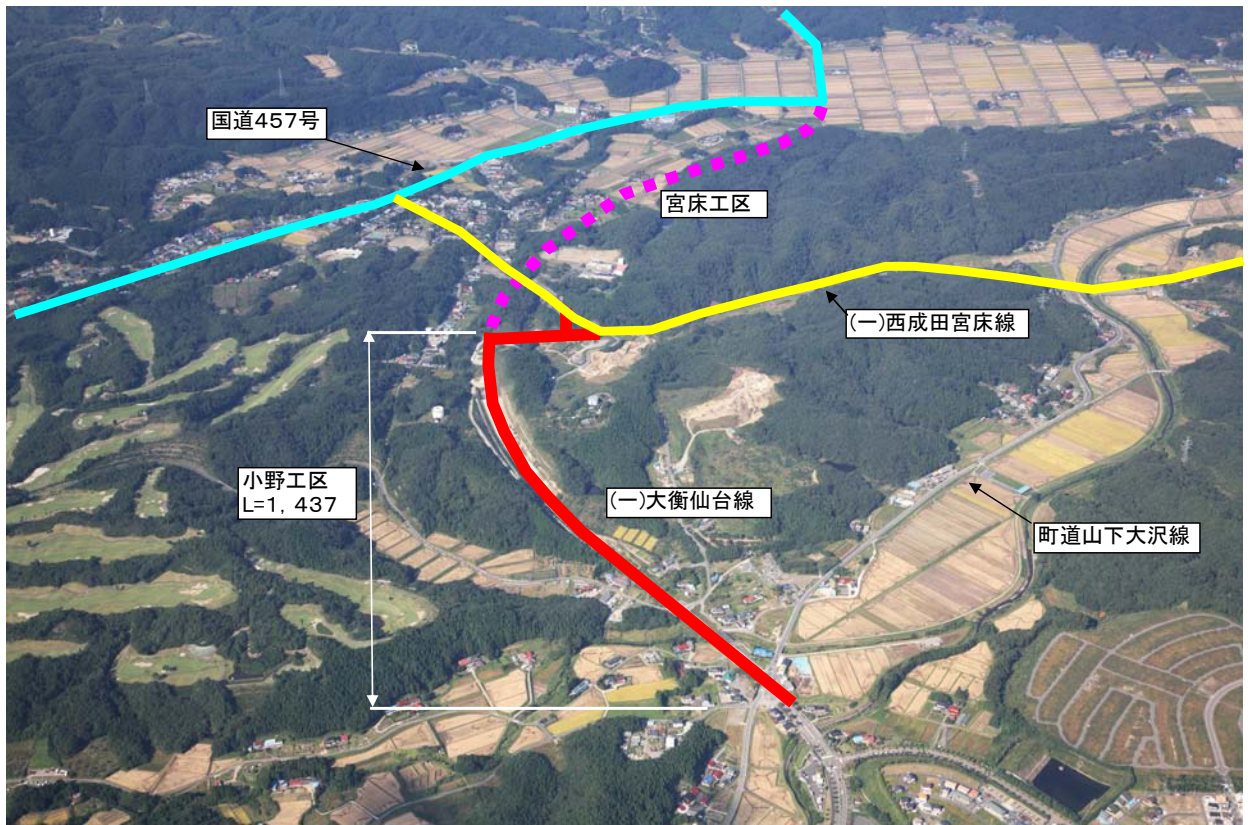 国道457号
宮床工区
(一)西成田宮床線
小野工区
L=1, 437
(一)大衡仙台線
町道山下大沢線